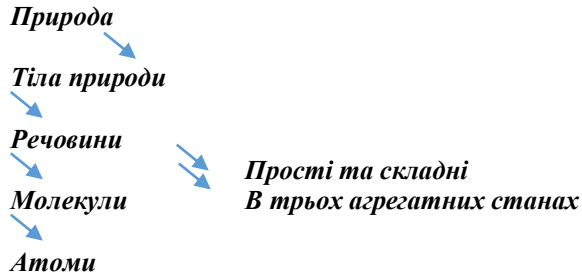 Природа
Тіла природи
Речовини
Прості та складні
Молекули
В трьох агрегатних станах
Атоми